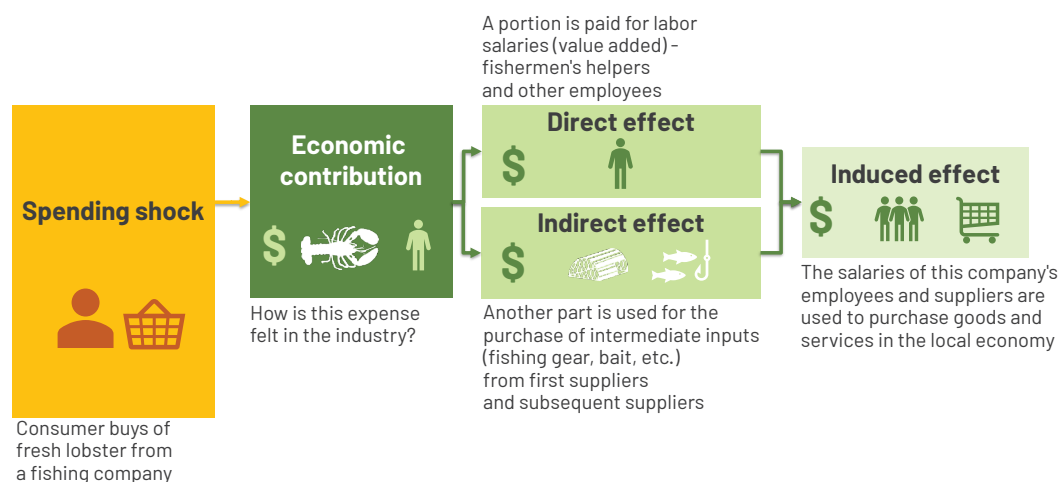 Spending shock
Consumer buys of
fresh lobster from
a fishing company
Economic
contribution
$
How is this expense
felt in the industry?
A portion is paid for labor
salaries (value added) -
fishermen's helpers
and other employees
Direct effect
$
Indirect effect
$
Another part is used for the
purchase of intermediate inputs
(fishing gear, bait, etc.)
from first suppliers
and subsequent suppliers
Induced effect
$
The salaries of this company's
employees and suppliers are
used to purchase goods and
services in the local economy